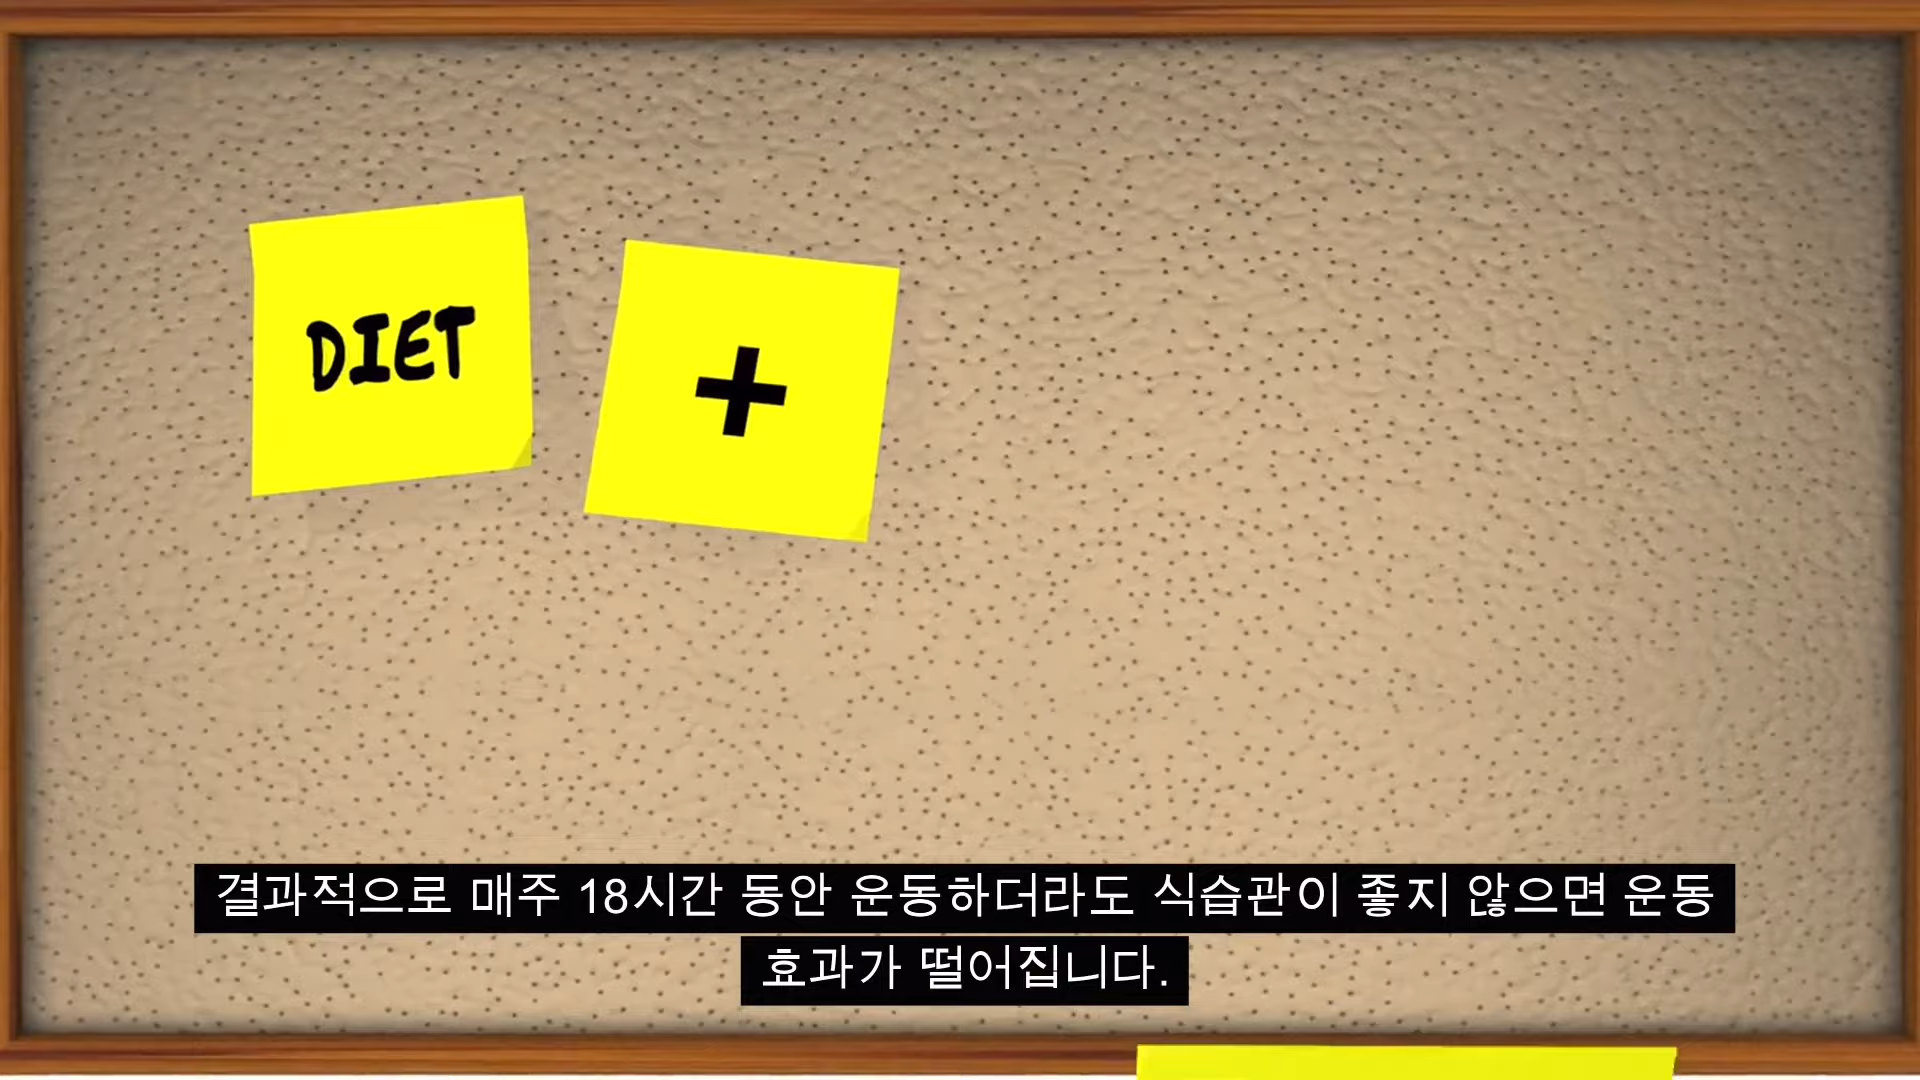 DIET
+
결과적으로 매주 18시간 동안 운동하더라도 식습관이 좋지 않으면 운동
효과가 떨어집니다.